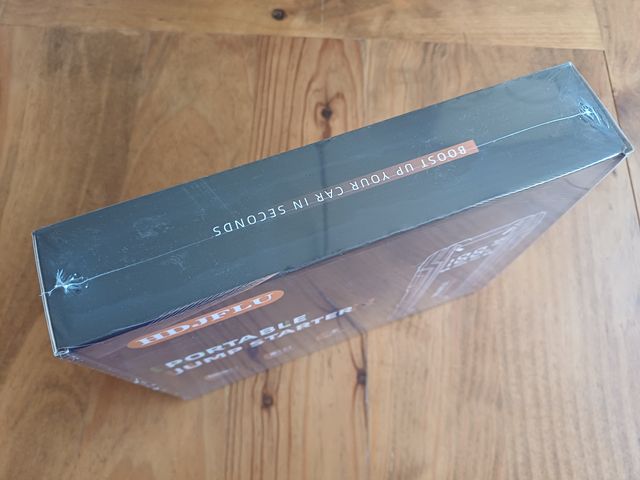 BOOST UP YOUR CAR IN SECONDS
HDJFLU
PORTABLE
JUMP STARTER